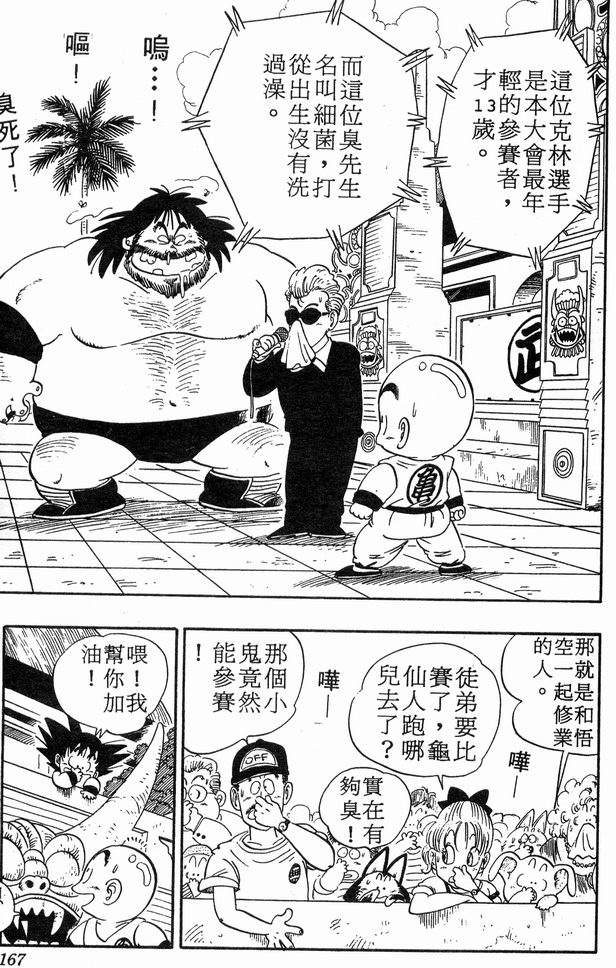 這位克林選手
是本大會最年
輕的參賽者，
才13歲。
而這位臭先生
名叫細菌，打
從出生沒有洗
過澡。
嗚…！
嘔！
臭死了！
武
龜
那就是和悟
空一起修業
的人。
嘩—
徒弟要比
賽了，龜
仙人跑哪
兒去了？
實在有
夠臭！
嘩—
那個小
鬼竟然
能參賽
！
OFF
喂！我
幫你加
油！
167